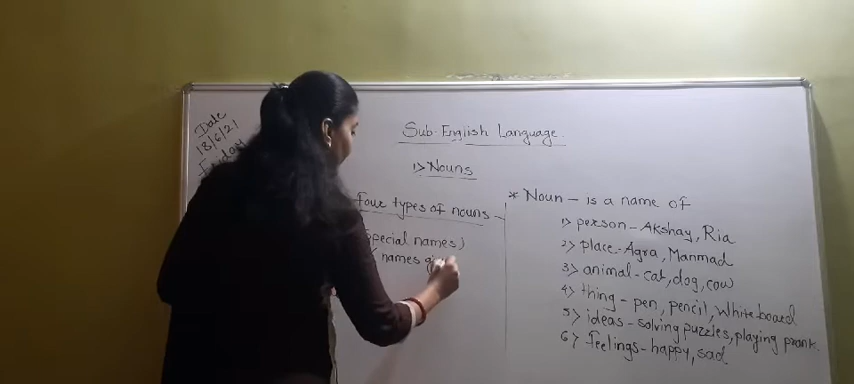 Date
18/6/21
Friday
Sub- English Language.
1> Nouns
four types of nouns -
special names)
names
* Noun - is a name of
1> person - Akshay, Ria
2> place - Agra, Manmad
3> animal - cat, dog, cow
4> thing - pen, pencil, white board
5> ideas - solving puzzles, playing prank.
6> feelings - happy, sad